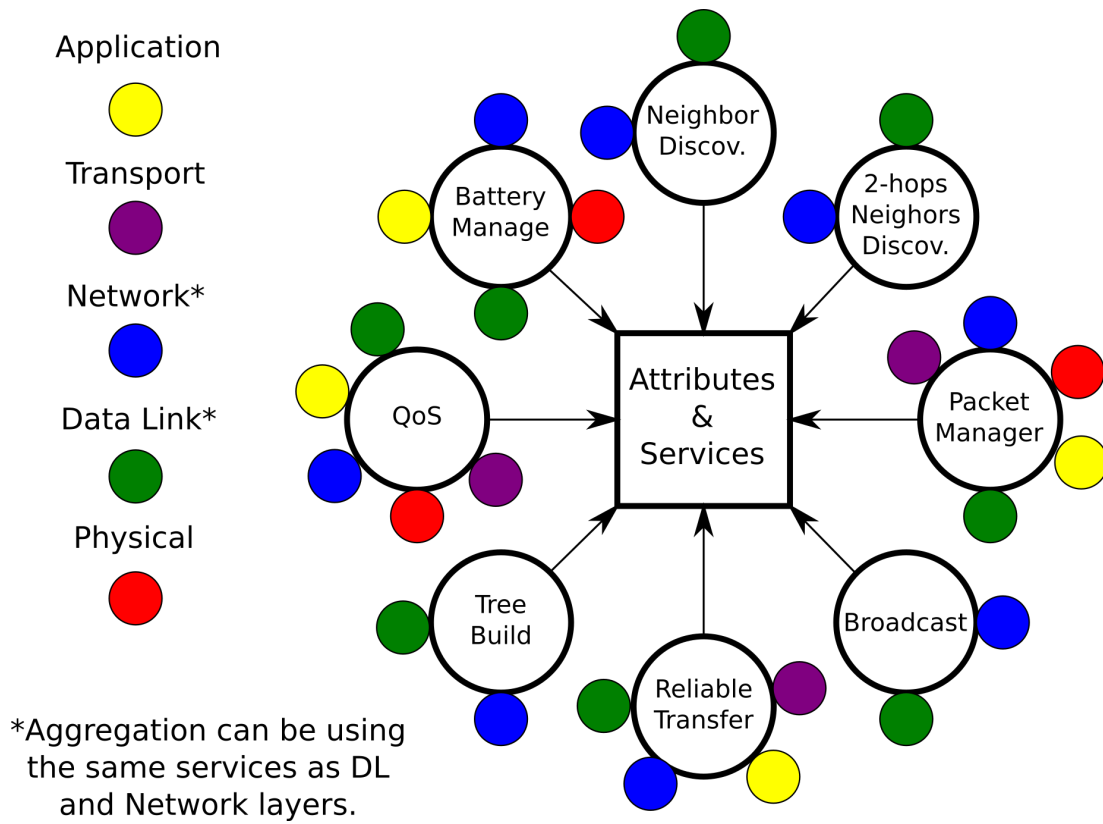 Application
Transport
Network*
Data Link*
Physical
*Aggregation can be using
the same services as DL
and Network layers.
Neighbor
Discov.
2-hops
Neighors
Discov.
Battery
Manage
QoS
Attributes
&
Services
Packet
Manager
Tree
Build
Reliable
Transfer
Broadcast